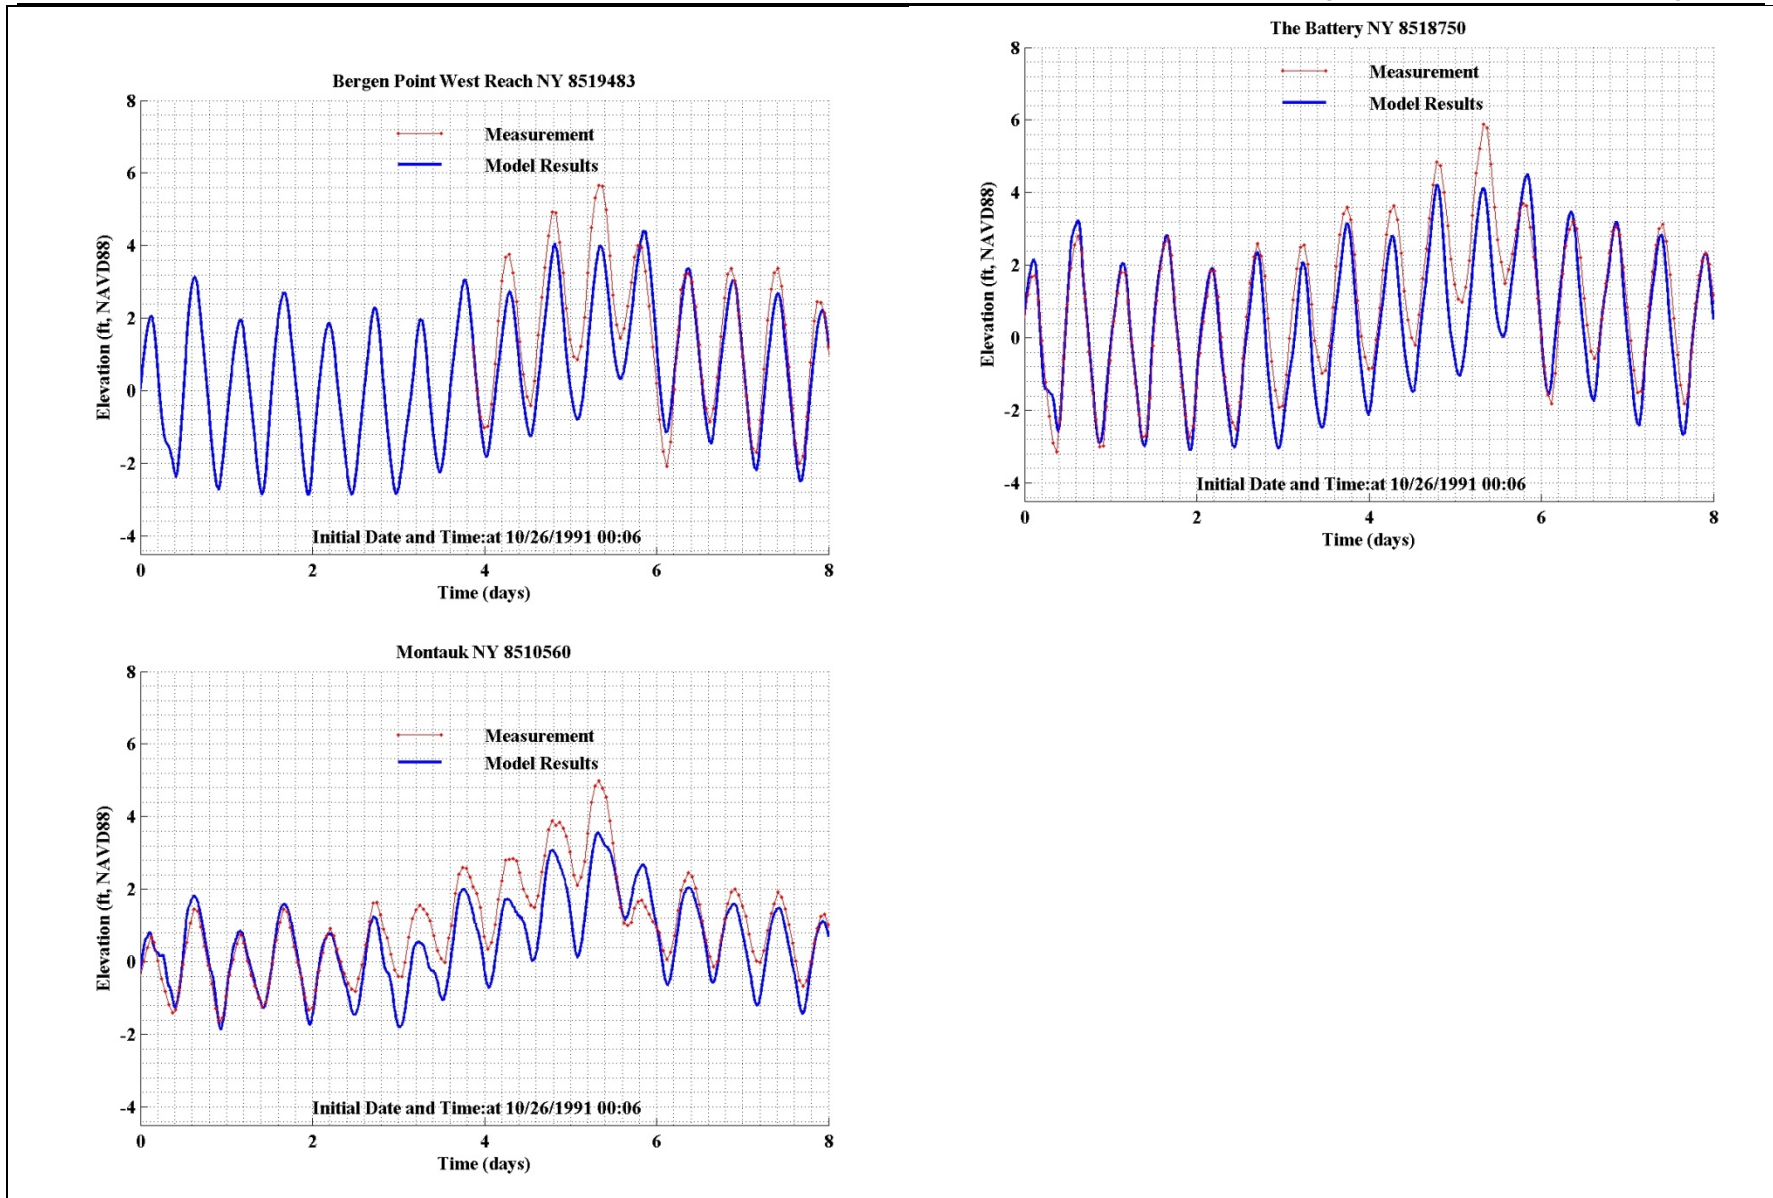 Bergen Point West Reach NY 8519483
8
6
4
2
0
-2
-4
Elevation (ft, NAVD88)
Measurement
Model Results
Initial Date and Time:at 10/26/1991 00:06
0 2 4 6 8
Time (days)
The Battery NY 8518750
8
6
4
2
0
-2
-4
Elevation (ft, NAVD88)
Measurement
Model Results
Initial Date and Time:at 10/26/1991 00:06
0 2 4 6 8
Time (days)
Montauk NY 8510560
8
6
4
2
0
-2
-4
Elevation (ft, NAVD88)
Measurement
Model Results
Initial Date and Time:at 10/26/1991 00:06
0 2 4 6 8
Time (days)